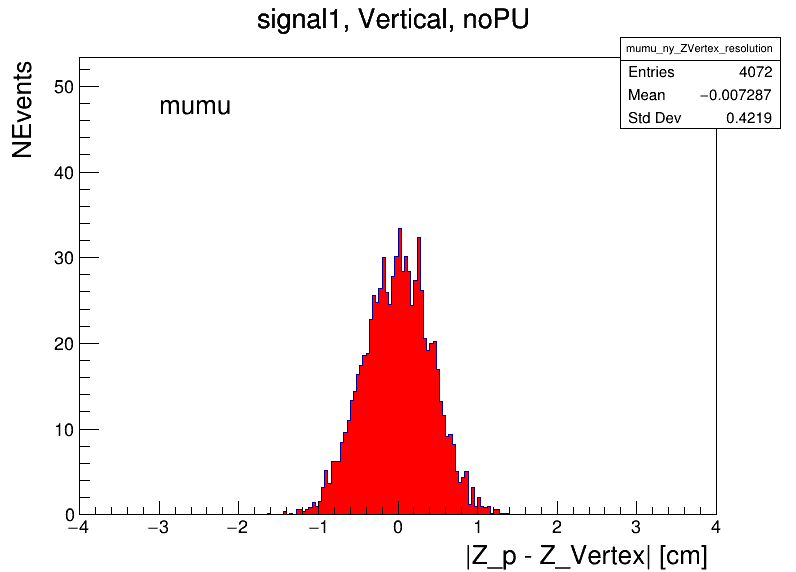 signal1, Vertical, noPU
mumu_ny_ZVertex_resolution
Entries 4072
Mean −0.007287
Std Dev 0.4219
NEvents
mumu
50
40
30
20
10
0
−4 −3 −2 −1 0 1 2 3 4
|Z_p - Z_Vertex| [cm]